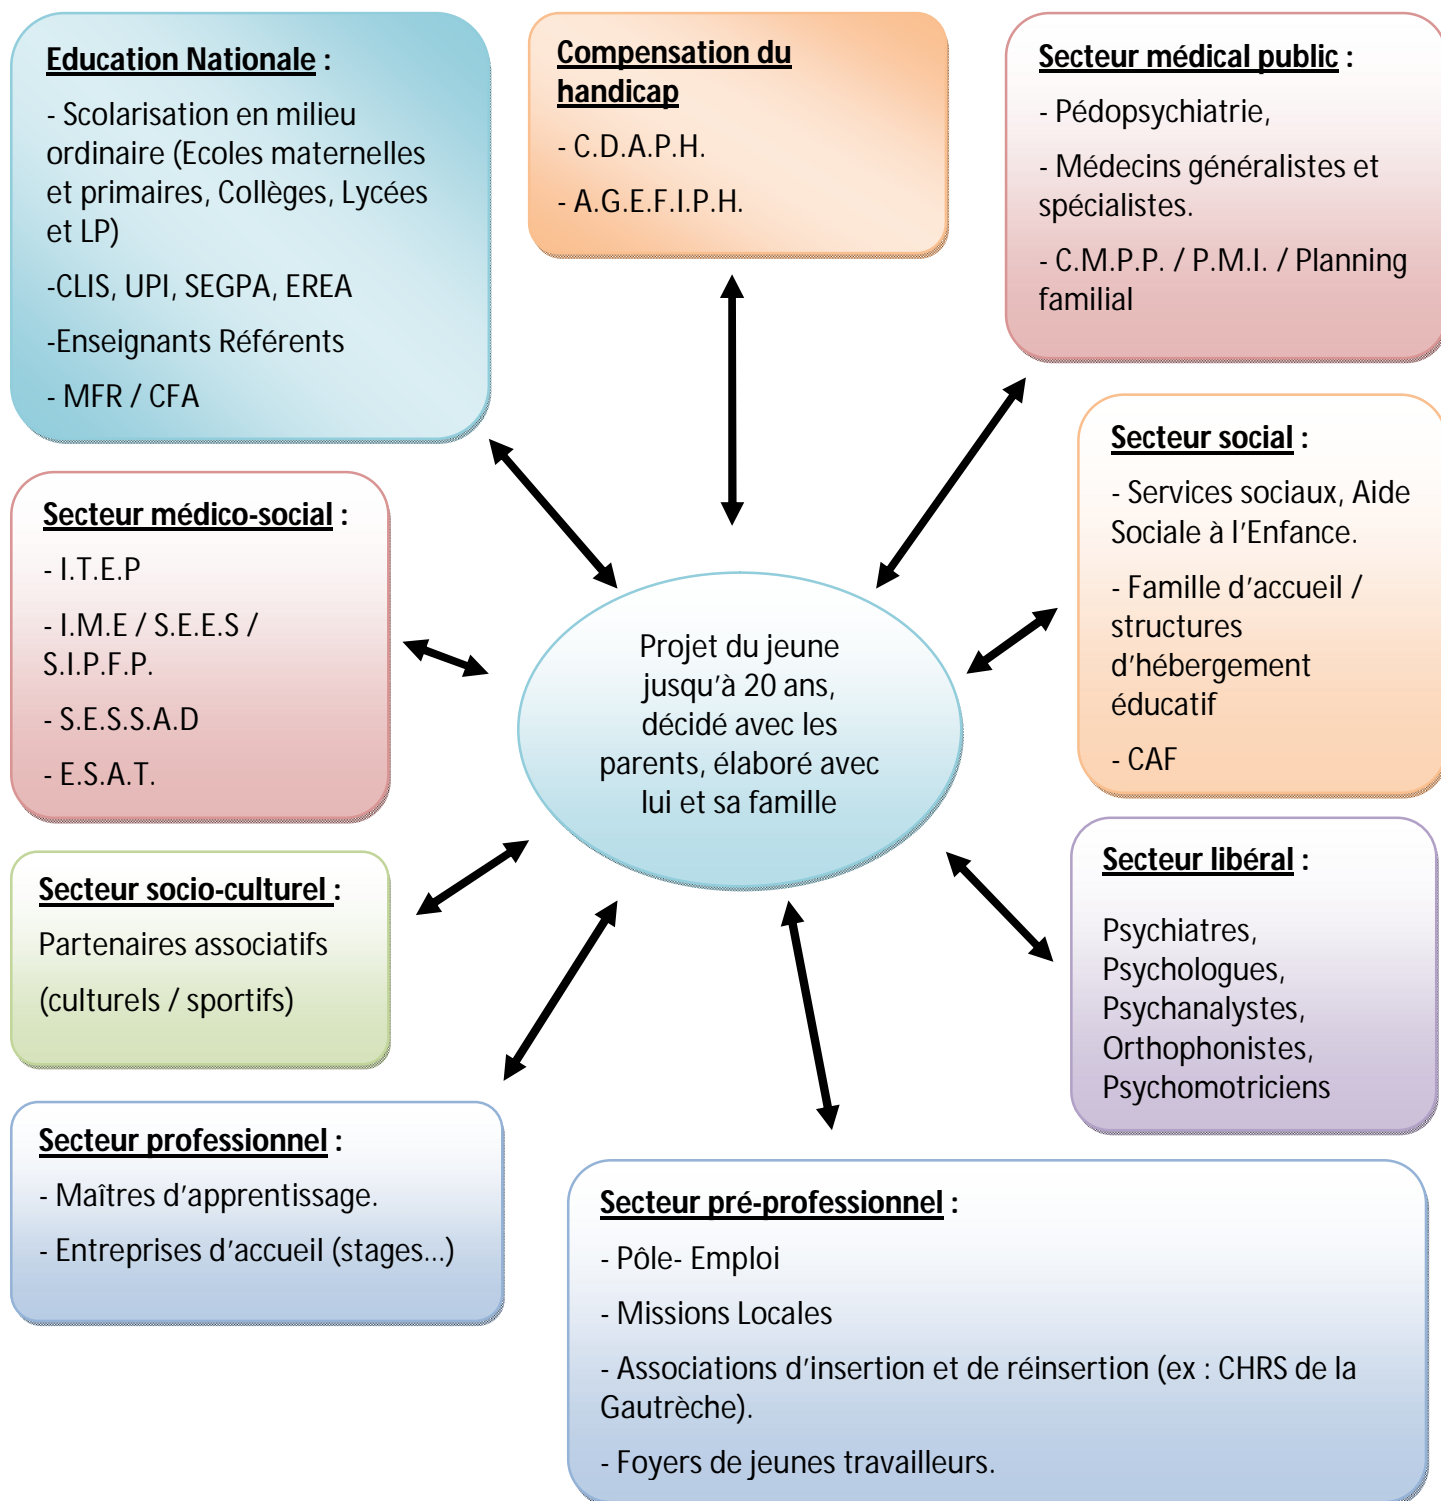 Education Nationale :
- Scolarisation en milieu
ordinaire (Ecoles maternelles
et primaires, Collèges, Lycées
et LP)
-CLIS, UPI, SEGPA, EREA
-Enseignants Référents
- MFR / CFA
Compensation du
handicap
- C.D.A.P.H.
- A.G.E.F.I.P.H.
Secteur médical public :
- Pédopsychiatrie,
- Médecins généralistes et
spécialistes.
- C.M.P.P. / P.M.I. / Planning
familial
Secteur médico-social :
- I.T.E.P
- I.M.E / S.E.E.S /
S.I.P.F.P.
- S.E.S.S.A.D
- E.S.A.T.
Projet du jeune
jusqu'à 20 ans,
décidé avec les
parents, élaboré avec
lui et sa famille
Secteur social :
- Services sociaux, Aide
Sociale à l'Enfance.
- Famille d'accueil /
structures
d'hébergement
éducatif
- CAF
Secteur socio-culturel :
Partenaires associatifs
(culturels / sportifs)
Secteur libéral :
Psychiatres,
Psychologues,
Psychanalystes,
Orthophonistes,
Psychomotriciens
Secteur professionnel :
- Maîtres d'apprentissage.
- Entreprises d'accueil (stages...)
Secteur pré-professionnel :
- Pôle- Emploi
- Missions Locales
- Associations d'insertion et de réinsertion (ex : CHRS de la
Gautrèche).
- Foyers de jeunes travailleurs.